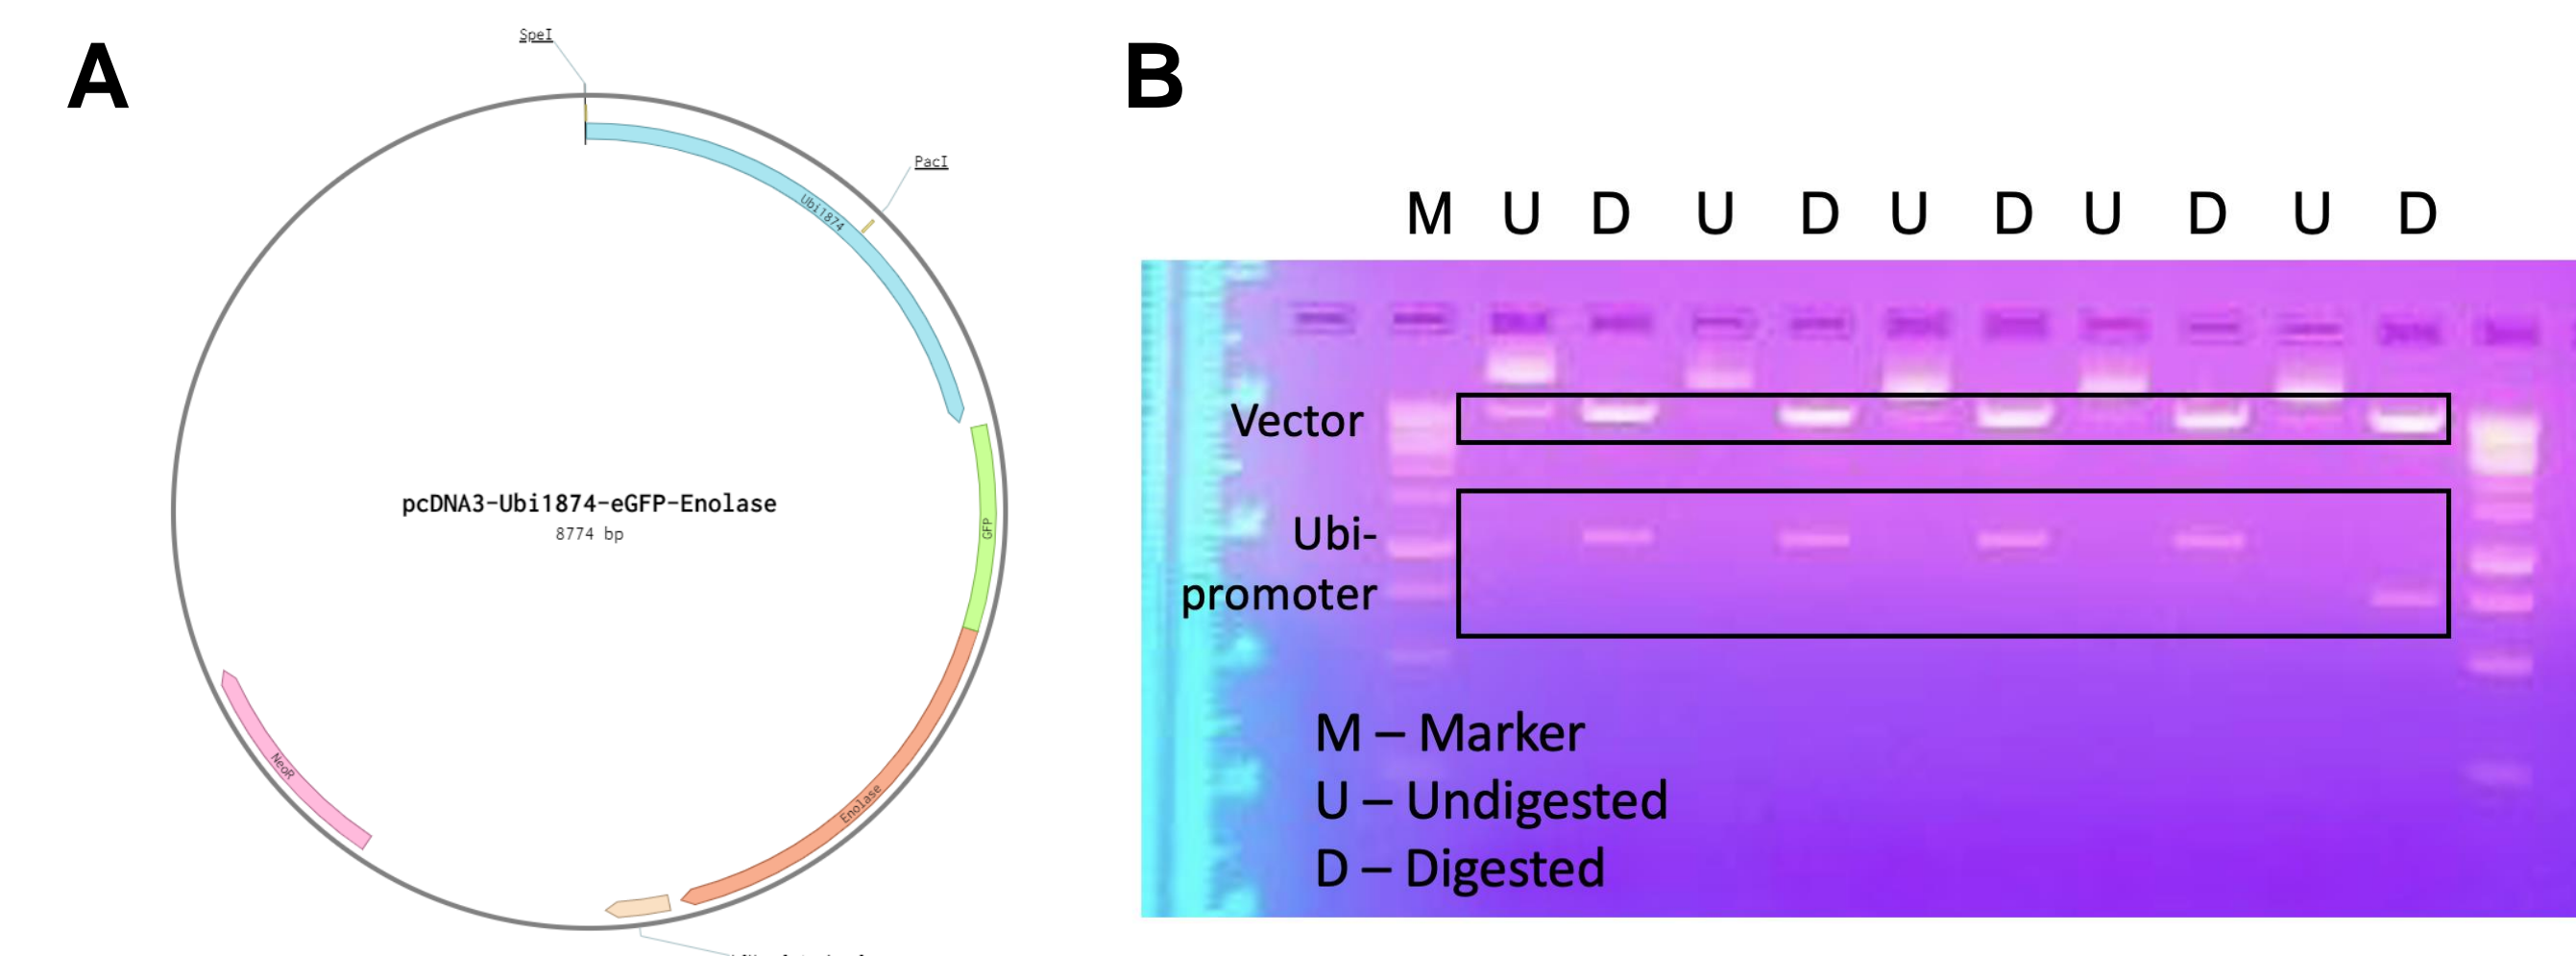 A
SpeI
PacI
Ubi1874
pcDNA3-Ubi1874-eGFP-Enolase
8774 bp
GFP
Enolase
NeoR
B
M U D U D U D U D U D
Vector
Ubi-
promoter
M – Marker
U – Undigested
D – Digested